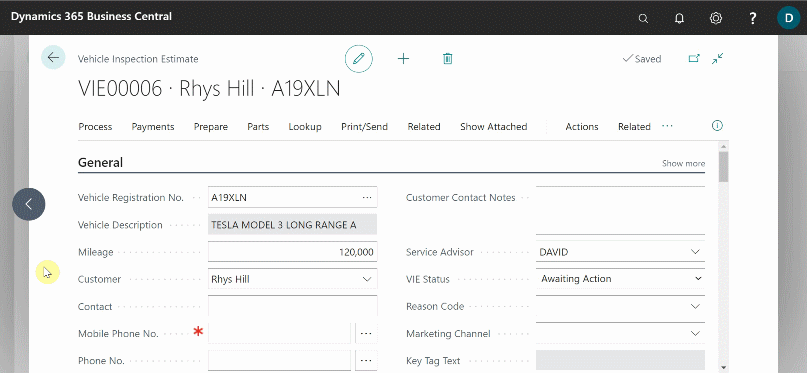 Dynamics 365 Business Central
?
D
Vehicle Inspection Estimate
Saved
VIE00006 · Rhys Hill · A19XLN
Process Payments Prepare Parts Lookup Print/Send Related Show Attached Actions Related ···
General Show more
Vehicle Registration No. A19XLN ··· Customer Contact Notes
Vehicle Description TESLA MODEL 3 LONG RANGE A
Mileage 120,000 Service Advisor DAVID
Customer Rhys Hill VIE Status Awaiting Action
Contact Reason Code
Mobile Phone No. * ··· Marketing Channel
Phone No. ··· Key Tag Text